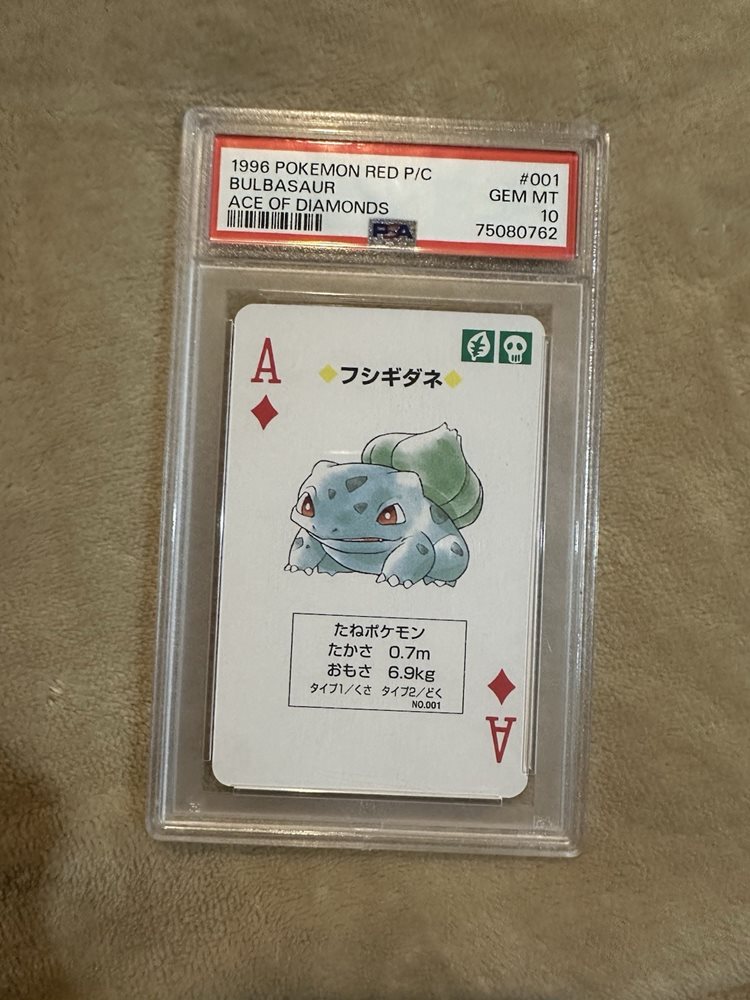 1996 POKEMON RED P/C #001
BULBASAUR GEM MT
ACE OF DIAMONDS 10
PSA 75080762
A
フシギダネ
たねポケモン
たかさ 0.7m
おもさ 6.9kg
タイプ1/くさ タイプ2/どく
NO.001
A